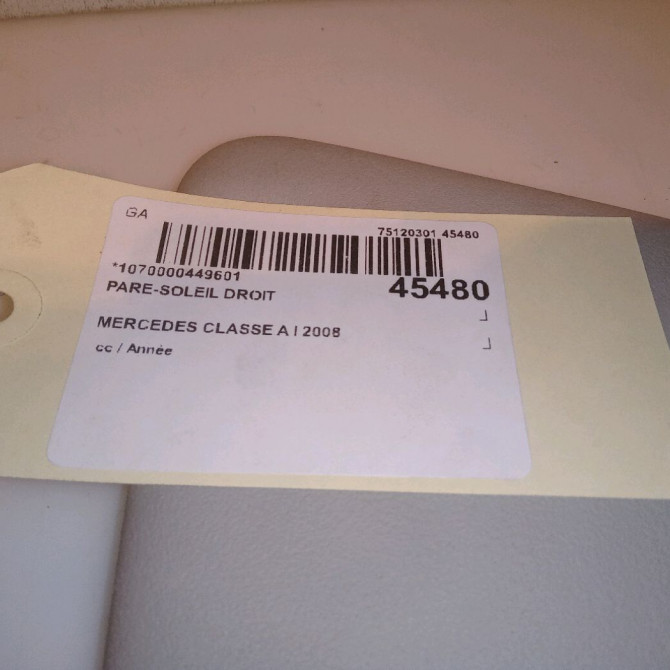 GA
75120301 45480
*1070000449601
45480
PARE-SOLEIL DROIT
MERCEDES CLASSE A I 2008
cc / Année